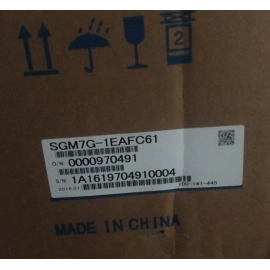 2
SGM7G-1EAFC61
O/N 0000970491
S/N 1A1619704910004
MADE IN CHINA